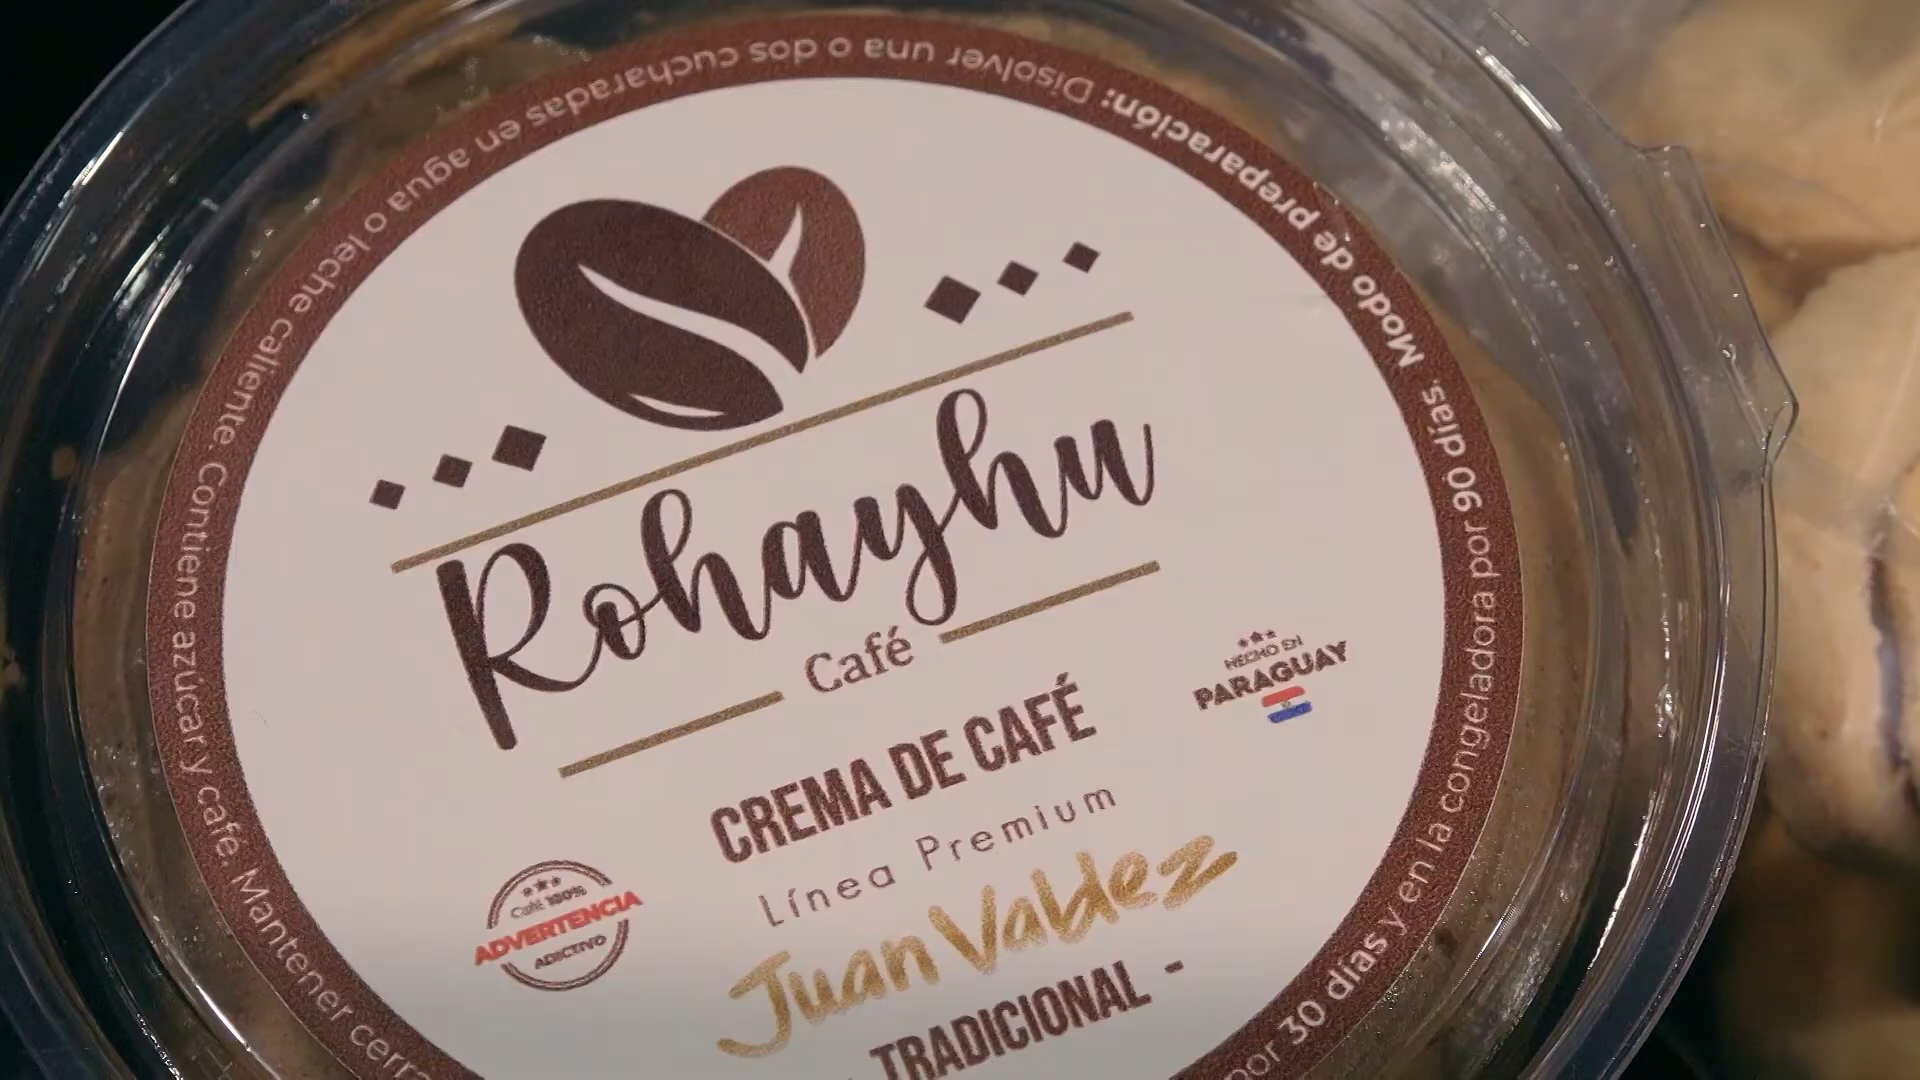 Rohayhu
Café
HECHO EN
PARAGUAY
CREMA DE CAFÉ
Línea Premium
Juan Valdez
TRADICIONAL -
Café 100%
ADVERTENCIA
ADICTIVO
Modo de preparación: Disolver una o dos cucharadas en agua o leche caliente. Contiene azúcar y café. Mantener cerra
por 30 días y en la congeladora por 90 días.